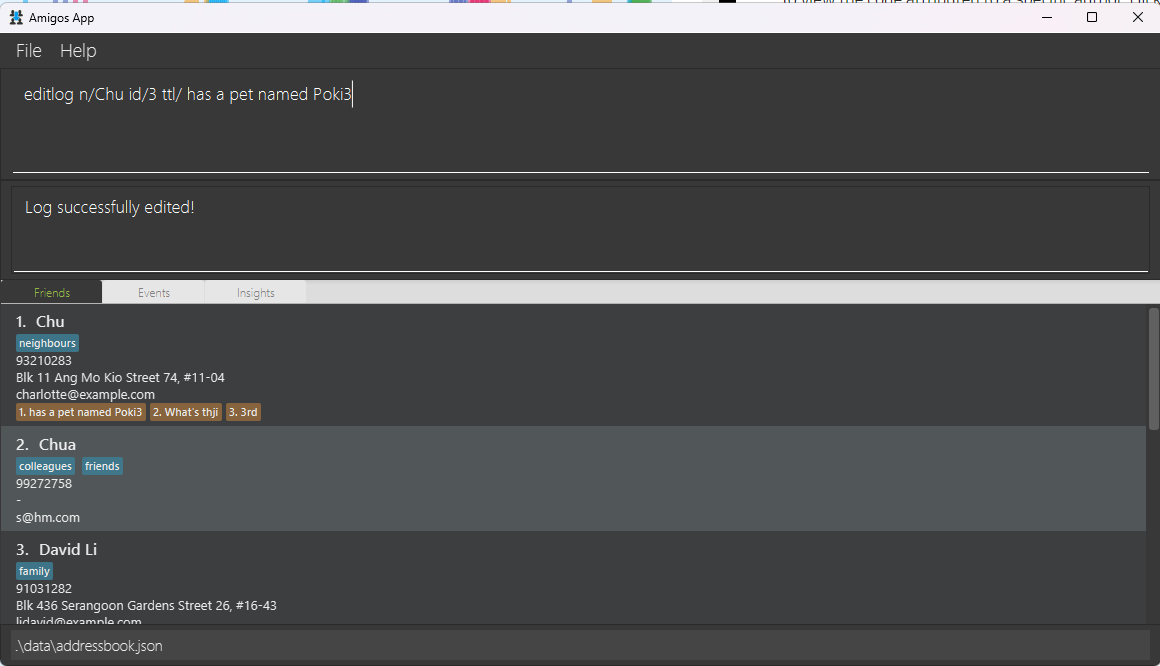 Amigos App
File Help
editlog n/Chu id/3 ttl/ has a pet named Poki3
Log successfully edited!
Friends Events Insights
1. Chu
neighbours
93210283
Blk 11 Ang Mo Kio Street 74, #11-04
charlotte@example.com
1. has a pet named Poki3 2. What's thji 3. 3rd
2. Chua
colleagues friends
99272758
-
s@hm.com
3. David Li
family
91031282
Blk 436 Serangoon Gardens Street 26, #16-43
lidavid@example.com
.\data\addressbook.json